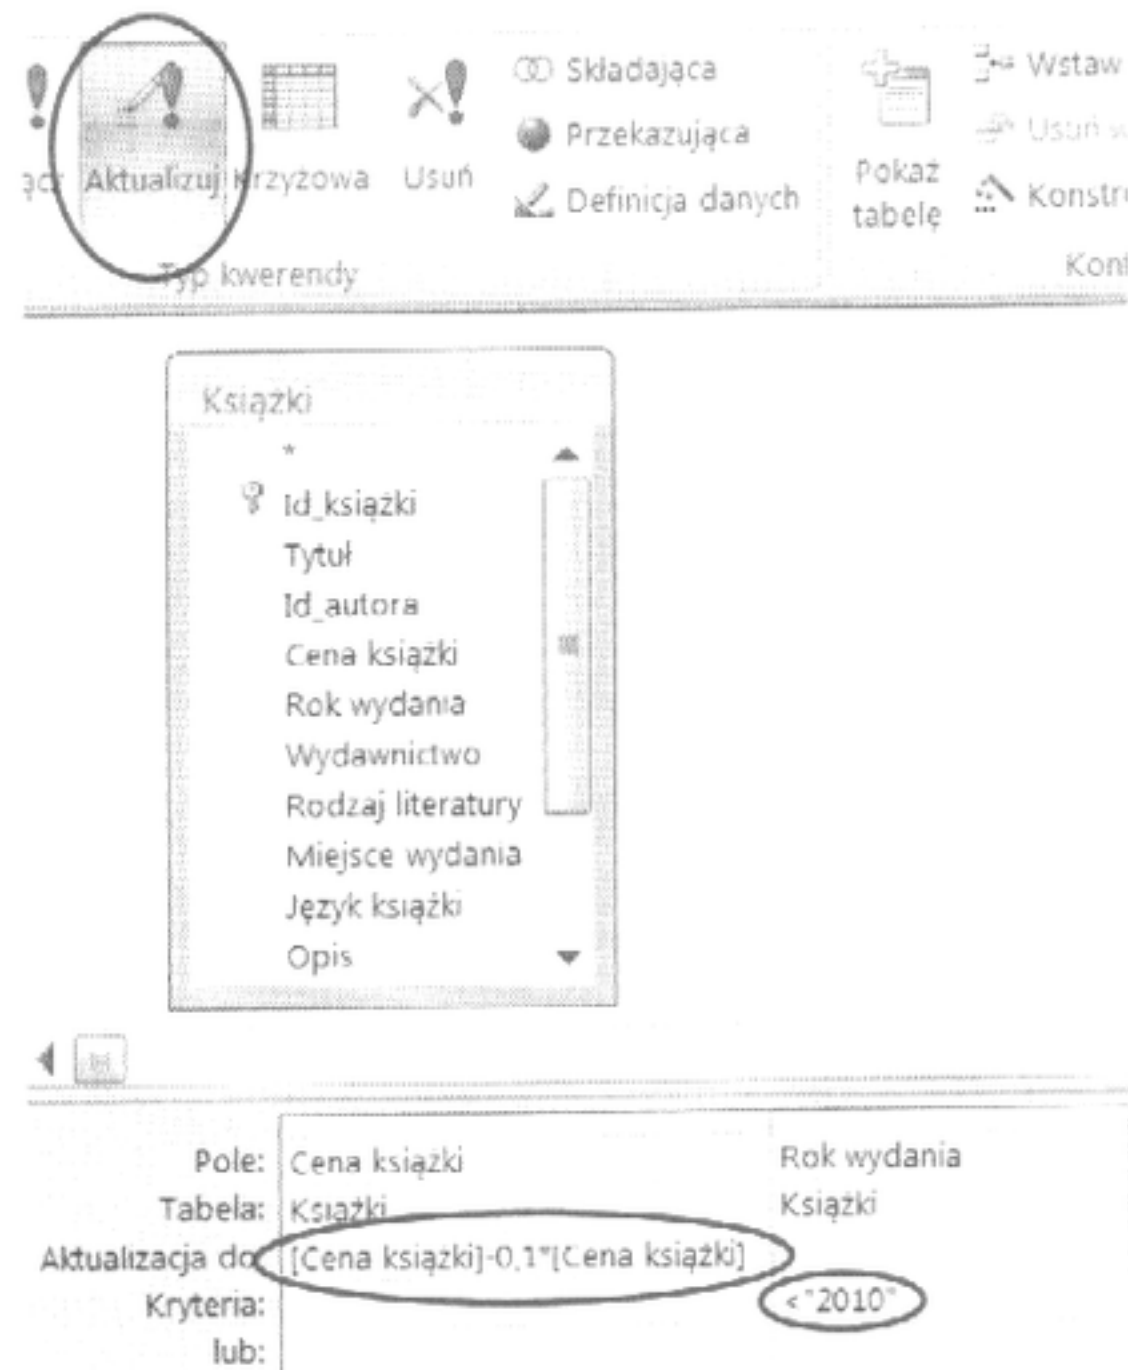 Składająca
Wstaw
Przekazująca
Usuń
Aktualizuj
Krzyżowa
Usuń
Definicja danych
Pokaż
tabelę
Konstr
Typ kwerendy
Książki
*
Id_książki
Tytuł
Id_autora
Cena książki
Rok wydania
Wydawnictwo
Rodzaj literatury
Miejsce wydania
Język książki
Opis
Pole: Cena książki Rok wydania
Tabela: Książki Książki
Aktualizacja do [Cena książki]-0,1*[Cena książki]
Kryteria: <"2010"
lub: